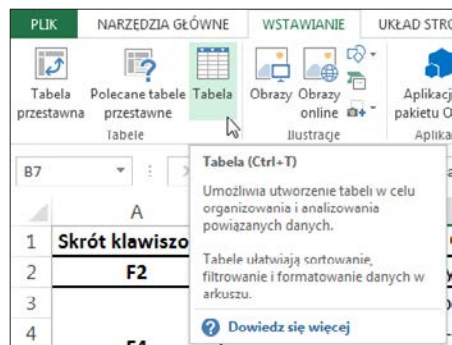 PLIK NARZĘDZIA GŁÓWNE WSTAWIANIE UKŁAD STRO
Tabela przestawna
Polecane tabele przestawne
Tabela
Obrazy
Obrazy online
Aplikacj
pakietu O
Tabele
Ilustracje
Aplika
B7
Tabela (Ctrl+T)
Umożliwia utworzenie tabeli w celu
organizowania i analizowania
powiązanych danych.
Tabele ułatwiają sortowanie,
filtrowanie i formatowanie danych w
arkuszu.
Dowiedz się więcej
A
1 Skrót klawiszo
2 F2
3
4